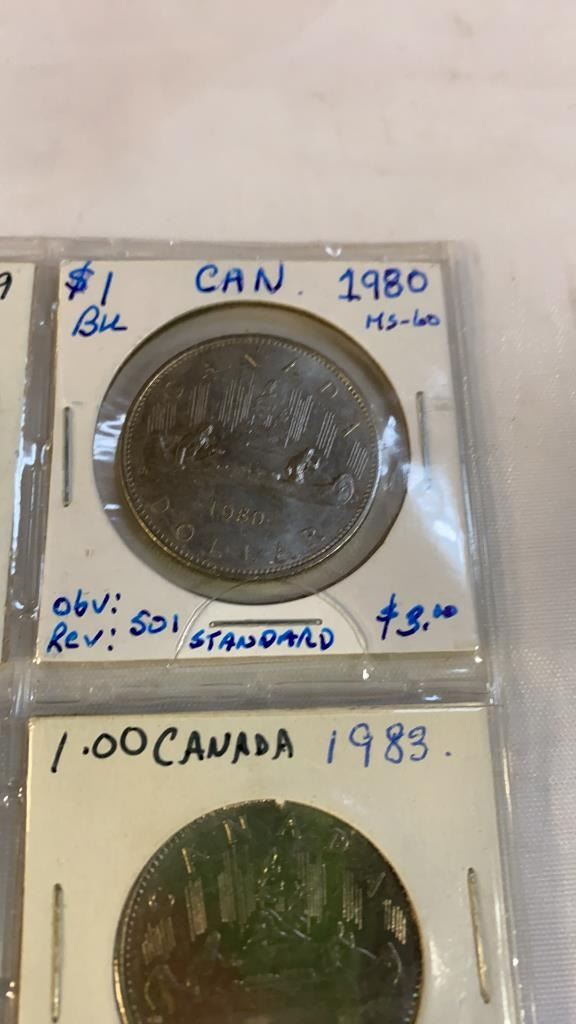 9
$1 CAN. 1980
BU MS-60
CANADA
1980
DOLLAR
Obv:
Rev: 501 STANDARD $3.00
1.00 CANADA 1983.
CANADA